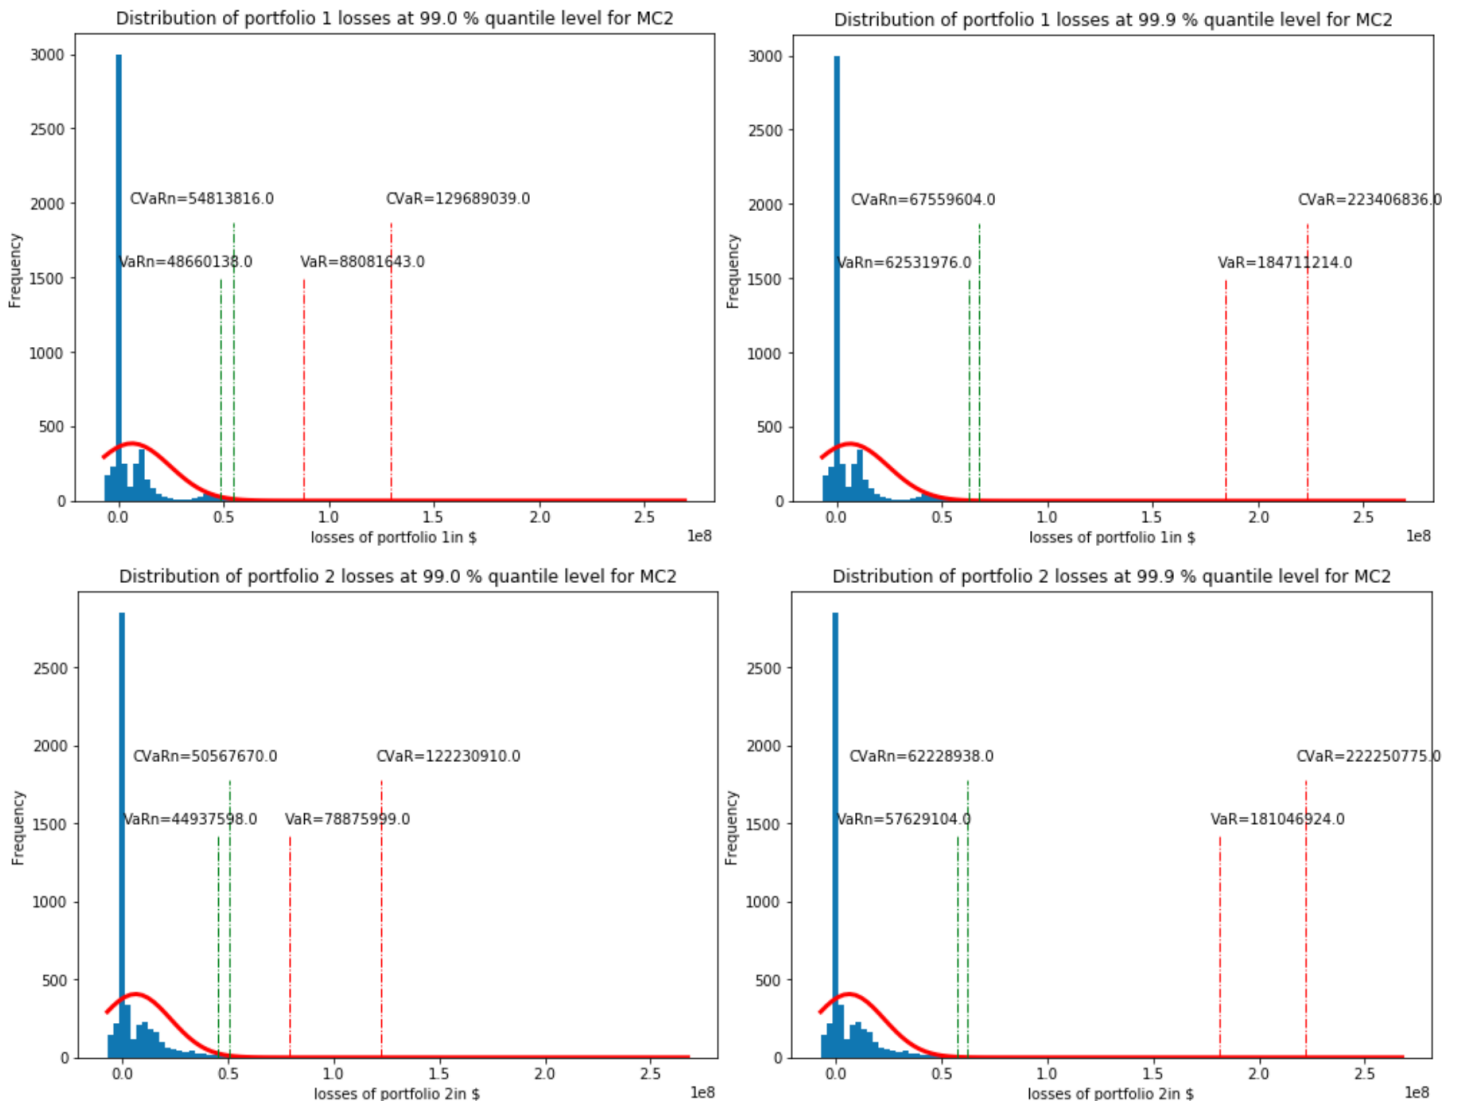 Distribution of portfolio 1 losses at 99.0 % quantile level for MC2
3000
2500
2000
1500
1000
500
0
Frequency
CVaRn=54813816.0
CVaR=129689039.0
VaRn=48660138.0
VaR=88081643.0
0.0 0.5 1.0 1.5 2.0 2.5
1e8
losses of portfolio 1in $
Distribution of portfolio 1 losses at 99.9 % quantile level for MC2
3000
2500
2000
1500
1000
500
0
Frequency
CVaRn=67559604.0
CVaR=223406836.0
VaRn=62531976.0
VaR=184711214.0
0.0 0.5 1.0 1.5 2.0 2.5
1e8
losses of portfolio 1in $
Distribution of portfolio 2 losses at 99.0 % quantile level for MC2
2500
2000
1500
1000
500
0
Frequency
CVaRn=50567670.0
CVaR=122230910.0
VaRn=44937598.0
VaR=78875999.0
0.0 0.5 1.0 1.5 2.0 2.5
1e8
losses of portfolio 2in $
Distribution of portfolio 2 losses at 99.9 % quantile level for MC2
2500
2000
1500
1000
500
0
Frequency
CVaRn=62228938.0
CVaR=222250775.0
VaRn=57629104.0
VaR=181046924.0
0.0 0.5 1.0 1.5 2.0 2.5
1e8
losses of portfolio 2in $